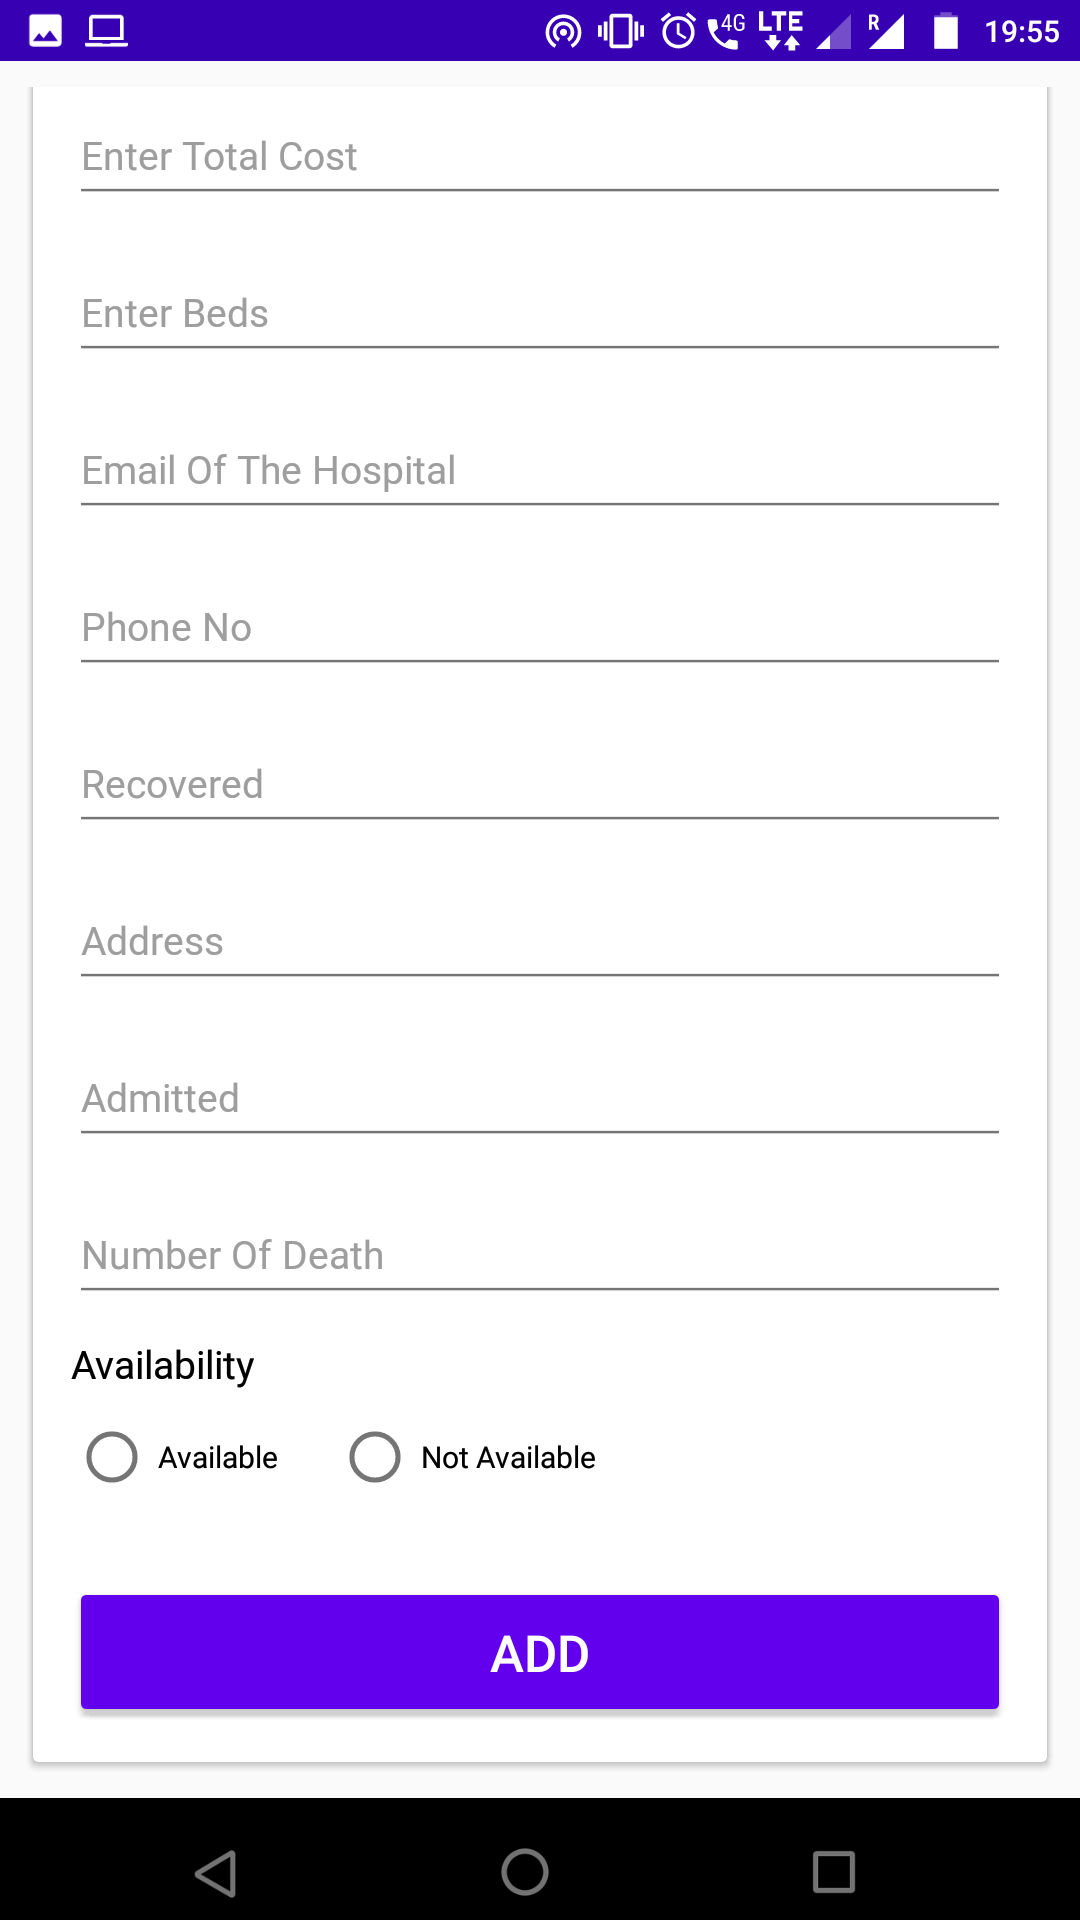 4G LTE R 19:55
Enter Total Cost
Enter Beds
Email Of The Hospital
Phone No
Recovered
Address
Admitted
Number Of Death
Availability
Available Not Available
ADD